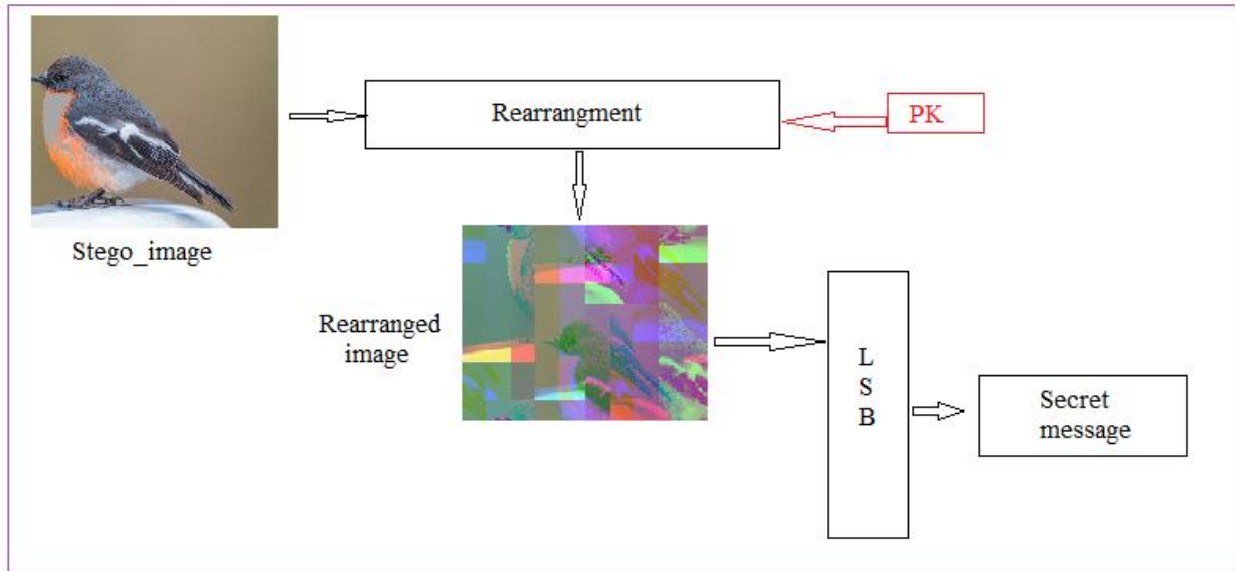 Rearrangment
PK
Stego_image
Rearranged
image
L
S
B
Secret
message